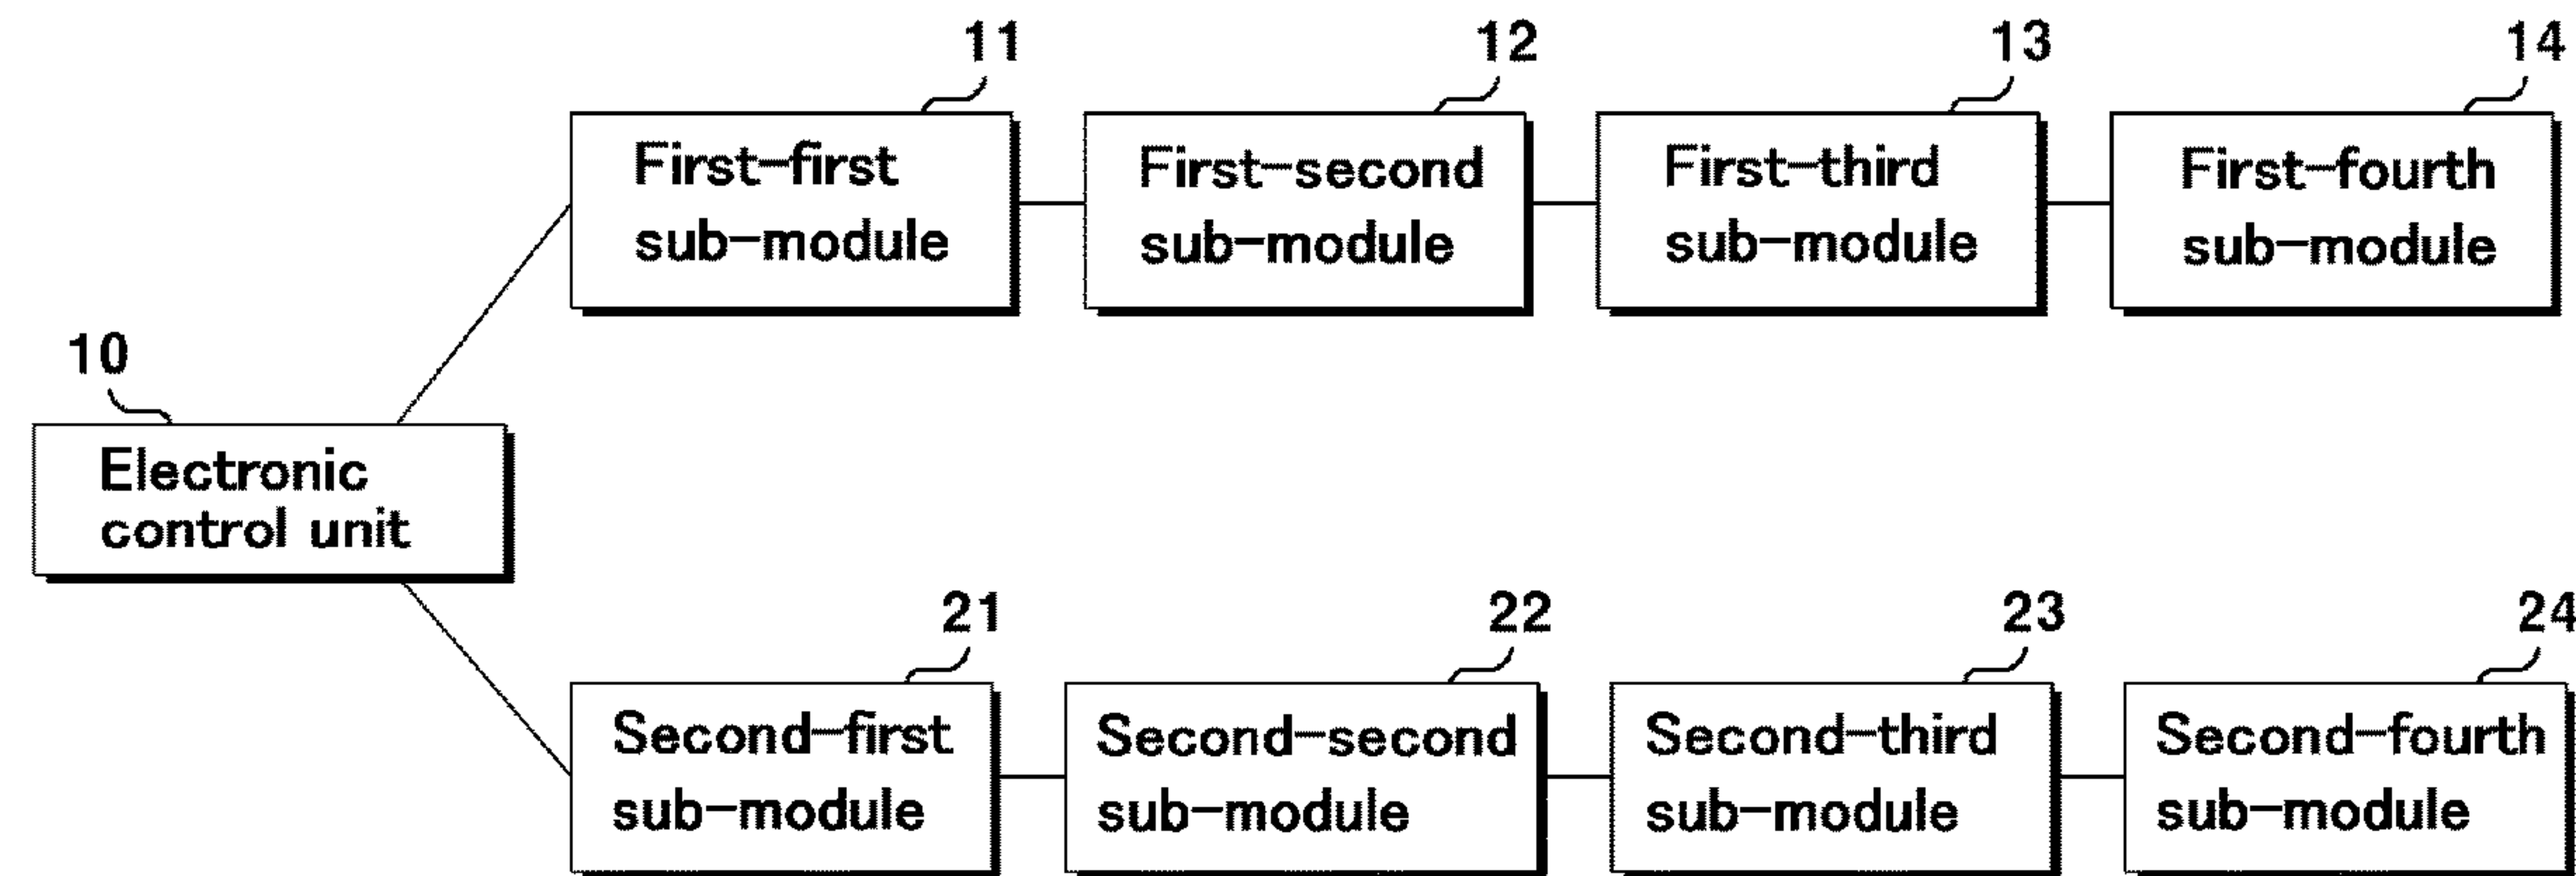 11
12
13
14
First-first
sub-module
First-second
sub-module
First-third
sub-module
First-fourth
sub-module
10
Electronic
control unit
21
22
23
24
Second-first
sub-module
Second-second
sub-module
Second-third
sub-module
Second-fourth
sub-module